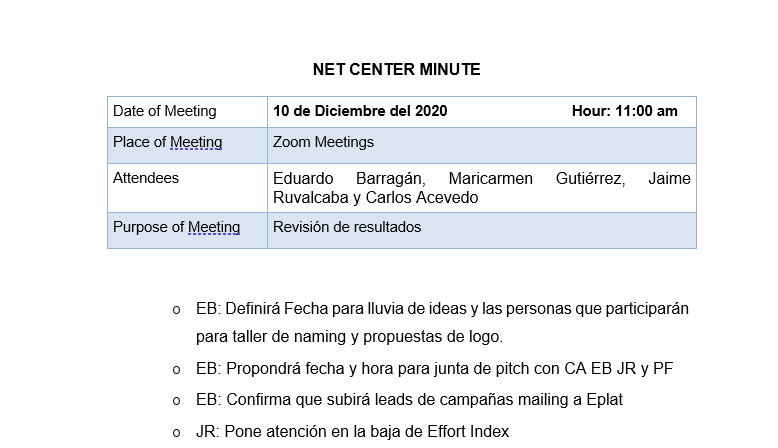 NET CENTER MINUTE
Date of Meeting 10 de Diciembre del 2020 Hour: 11:00 am
Place of Meeting Zoom Meetings
Attendees Eduardo Barragán, Maricarmen Gutiérrez, Jaime
Ruvalcaba y Carlos Acevedo
Purpose of Meeting Revisión de resultados
o EB: Definirá Fecha para lluvia de ideas y las personas que participarán
para taller de naming y propuestas de logo.
o EB: Propondrá fecha y hora para junta de pitch con CA EB JR y PF
o EB: Confirma que subirá leads de campañas mailing a Eplat
o JR: Pone atención en la baja de Effort Index